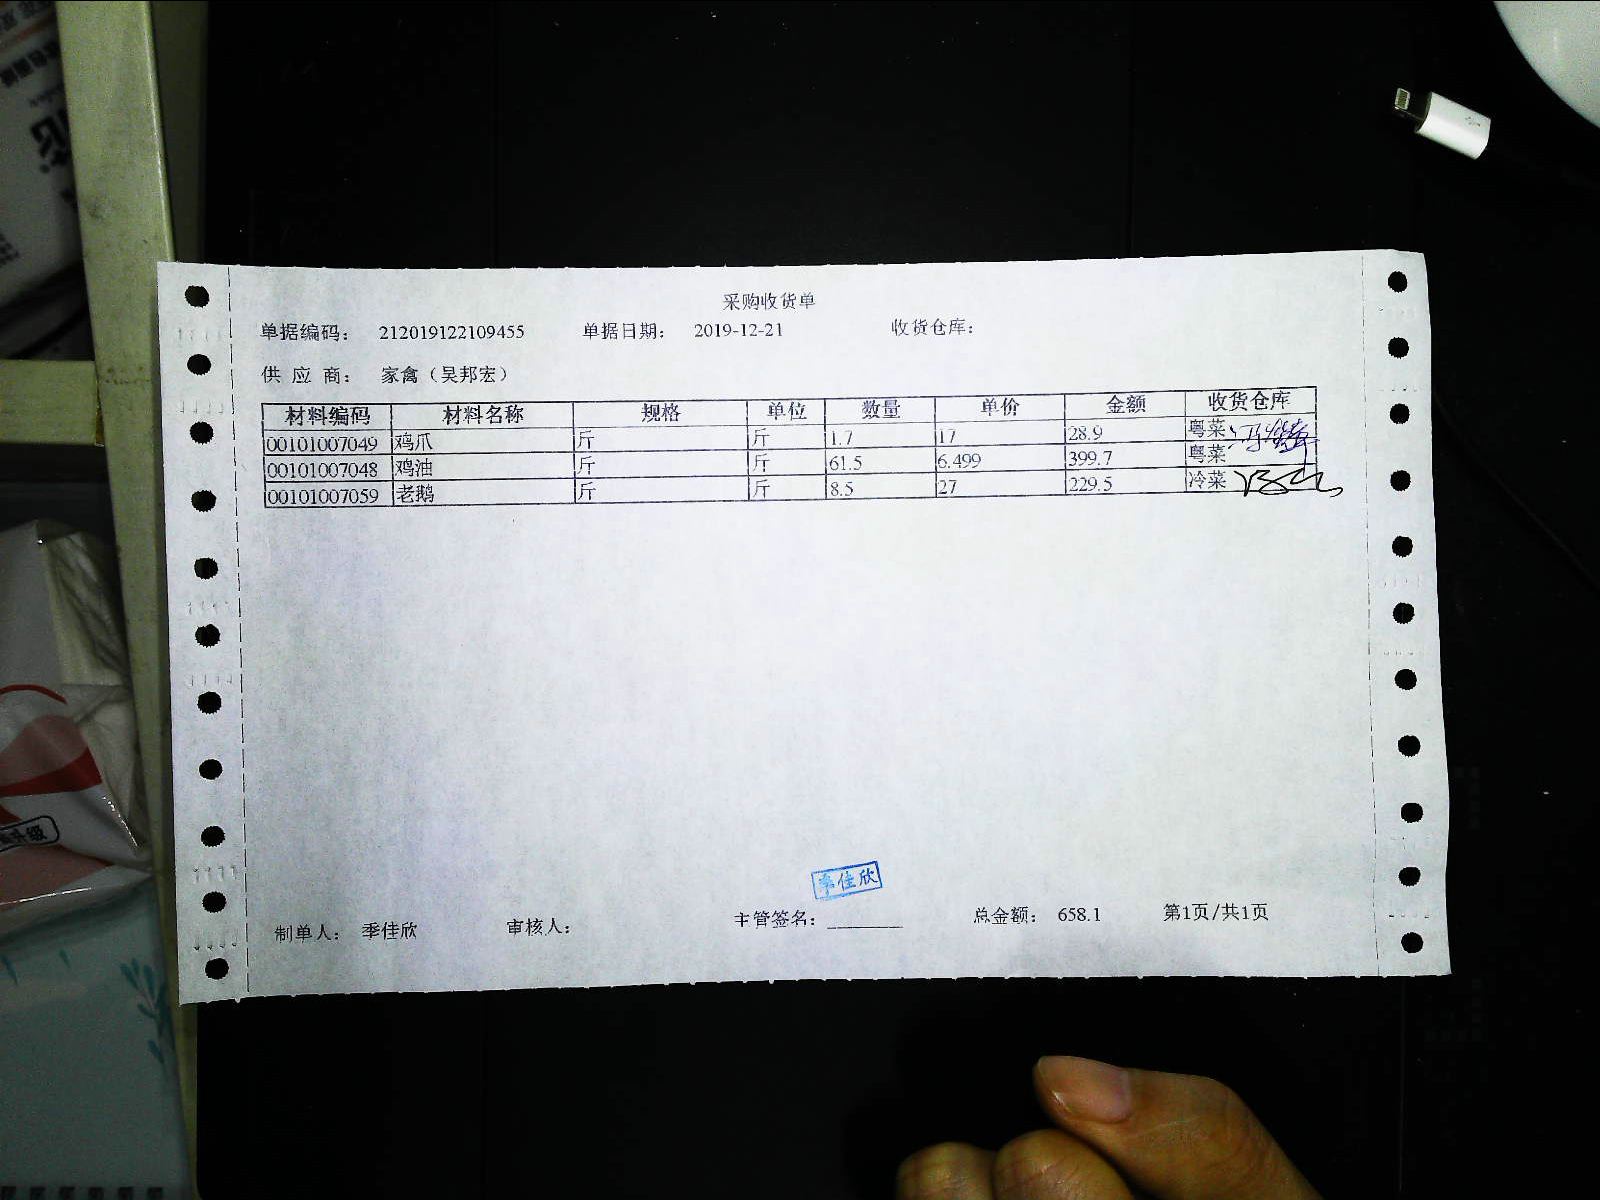 采购收货单
单据编码： 212019122109455 单据日期： 2019-12-21 收货仓库：
供 应 商： 家禽（吴邦宏）
材料编码 材料名称 规格 单位 数量 单价 金额 收货仓库
00101007049 鸡爪 斤 斤 1.7 17 28.9 粤菜
00101007048 鸡油 斤 斤 61.5 6.499 399.7 粤菜
00101007059 老鹅 斤 斤 8.5 27 229.5 冷菜
季佳欣
制单人： 季佳欣 审核人： 主管签名： 总金额： 658.1 第1页/共1页